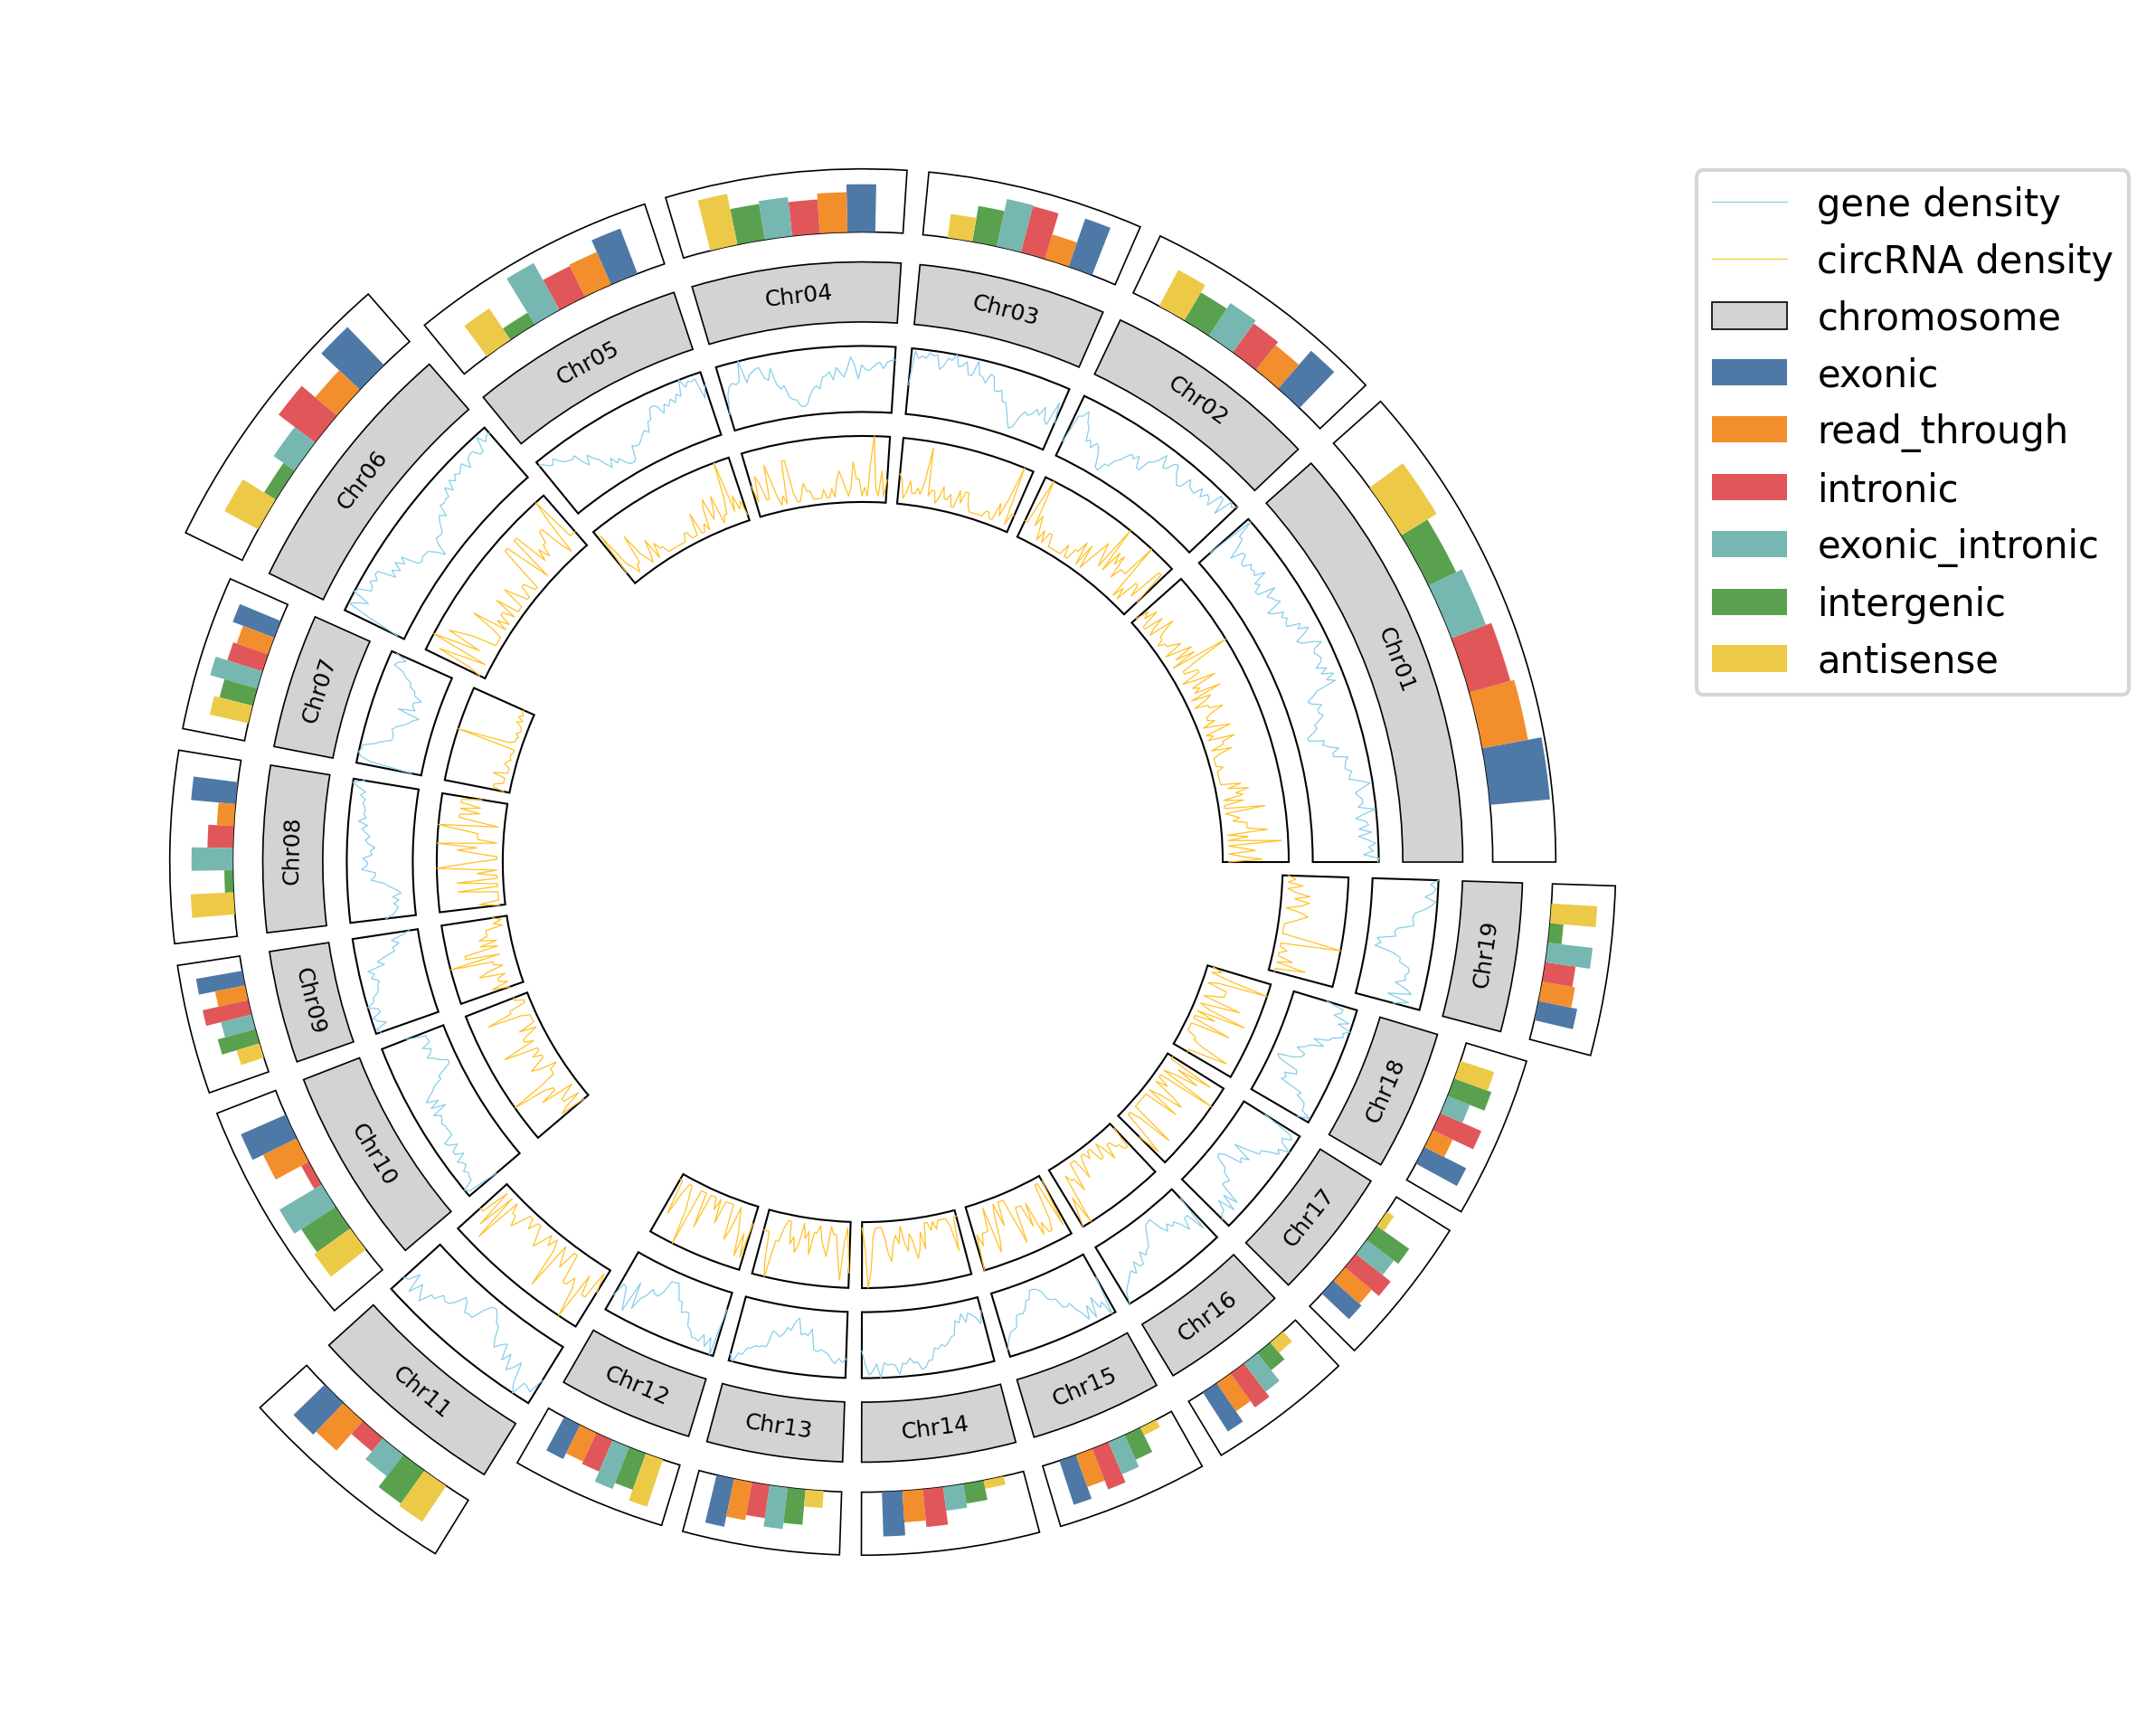 gene density
circRNA density
chromosome
exonic
read_through
intronic
exonic_intronic
intergenic
antisense
Chr01
Chr02
Chr03
Chr04
Chr05
Chr06
Chr07
Chr08
Chr09
Chr10
Chr11
Chr12
Chr13
Chr14
Chr15
Chr16
Chr17
Chr18
Chr19